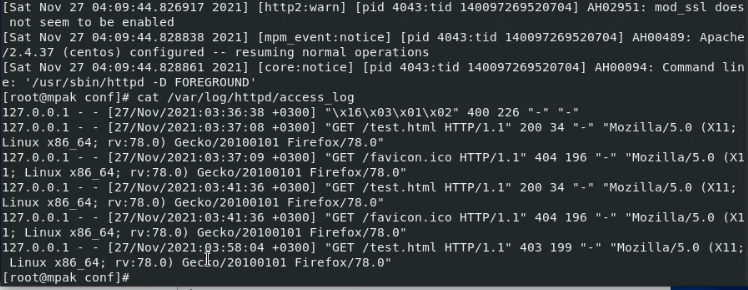 [Sat Nov 27 04:09:44.826917 2021] [http2:warn] [pid 4043:tid 140097269520704] AH02951: mod_ssl does
not seem to be enabled
[Sat Nov 27 04:09:44.828838 2021] [mpm_event:notice] [pid 4043:tid 140097269520704] AH00489: Apache
/2.4.37 (centos) configured -- resuming normal operations
[Sat Nov 27 04:09:44.828861 2021] [core:notice] [pid 4043:tid 140097269520704] AH00094: Command lin
e: '/usr/sbin/httpd -D FOREGROUND'
[root@mpak conf]# cat /var/log/httpd/access_log
127.0.0.1 - - [27/Nov/2021:03:36:38 +0300] "\x16\x03\x01\x02" 400 226 "-" "-"
127.0.0.1 - - [27/Nov/2021:03:37:08 +0300] "GET /test.html HTTP/1.1" 200 34 "-" "Mozilla/5.0 (X11;
Linux x86_64; rv:78.0) Gecko/20100101 Firefox/78.0"
127.0.0.1 - - [27/Nov/2021:03:37:09 +0300] "GET /favicon.ico HTTP/1.1" 404 196 "-" "Mozilla/5.0 (X1
1; Linux x86_64; rv:78.0) Gecko/20100101 Firefox/78.0"
127.0.0.1 - - [27/Nov/2021:03:41:36 +0300] "GET /test.html HTTP/1.1" 200 34 "-" "Mozilla/5.0 (X11;
Linux x86_64; rv:78.0) Gecko/20100101 Firefox/78.0"
127.0.0.1 - - [27/Nov/2021:03:41:36 +0300] "GET /favicon.ico HTTP/1.1" 404 196 "-" "Mozilla/5.0 (X1
1; Linux x86_64; rv:78.0) Gecko/20100101 Firefox/78.0"
127.0.0.1 - - [27/Nov/2021:03:58:04 +0300] "GET /test.html HTTP/1.1" 403 199 "-" "Mozilla/5.0 (X11;
Linux x86_64; rv:78.0) Gecko/20100101 Firefox/78.0"
[root@mpak conf]#